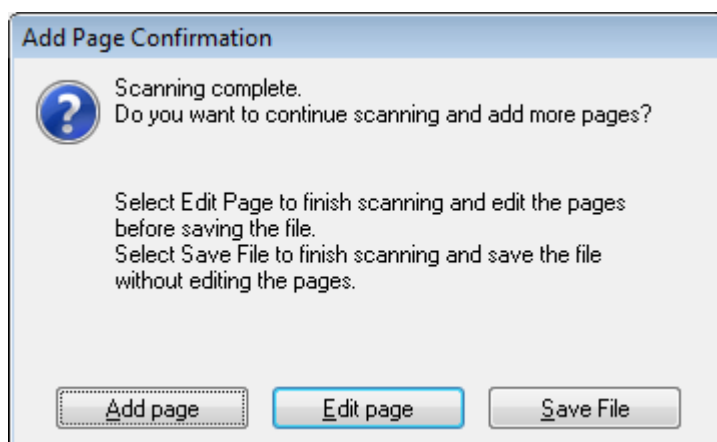 Add Page Confirmation
Scanning complete.
Do you want to continue scanning and add more pages?
Select Edit Page to finish scanning and edit the pages
before saving the file.
Select Save File to finish scanning and save the file
without editing the pages.
Add page
Edit page
Save File